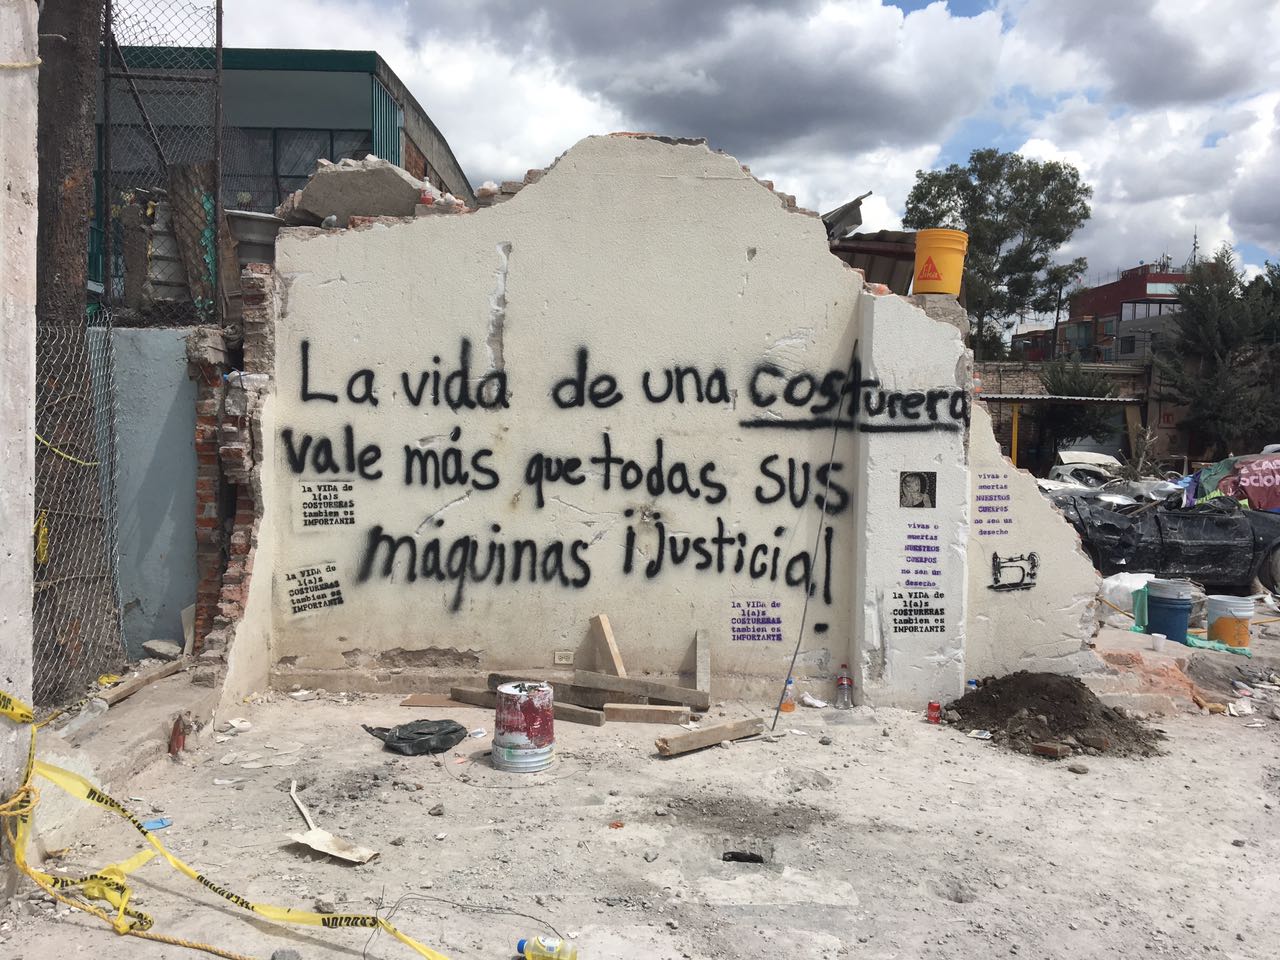 La vida de una costurera
vale más que todas sus
máquinas ¡Justicia!
la VIDA de
l(a)s
COSTURERAS
tambien es
IMPORTANTE
la VIDA de
l(a)s
COSTURERAS
tambien es
IMPORTANTE
la VIDA de
l(a)s
COSTURERAS
tambien es
IMPORTANTE
vivas o
muertas
NUESTROS
CUERPOS
no son un
desecho
la VIDA de
l(a)s
COSTURERAS
tambien es
IMPORTANTE
vivas o
muertas
NUESTROS
CUERPOS
no son un
desecho
Sika